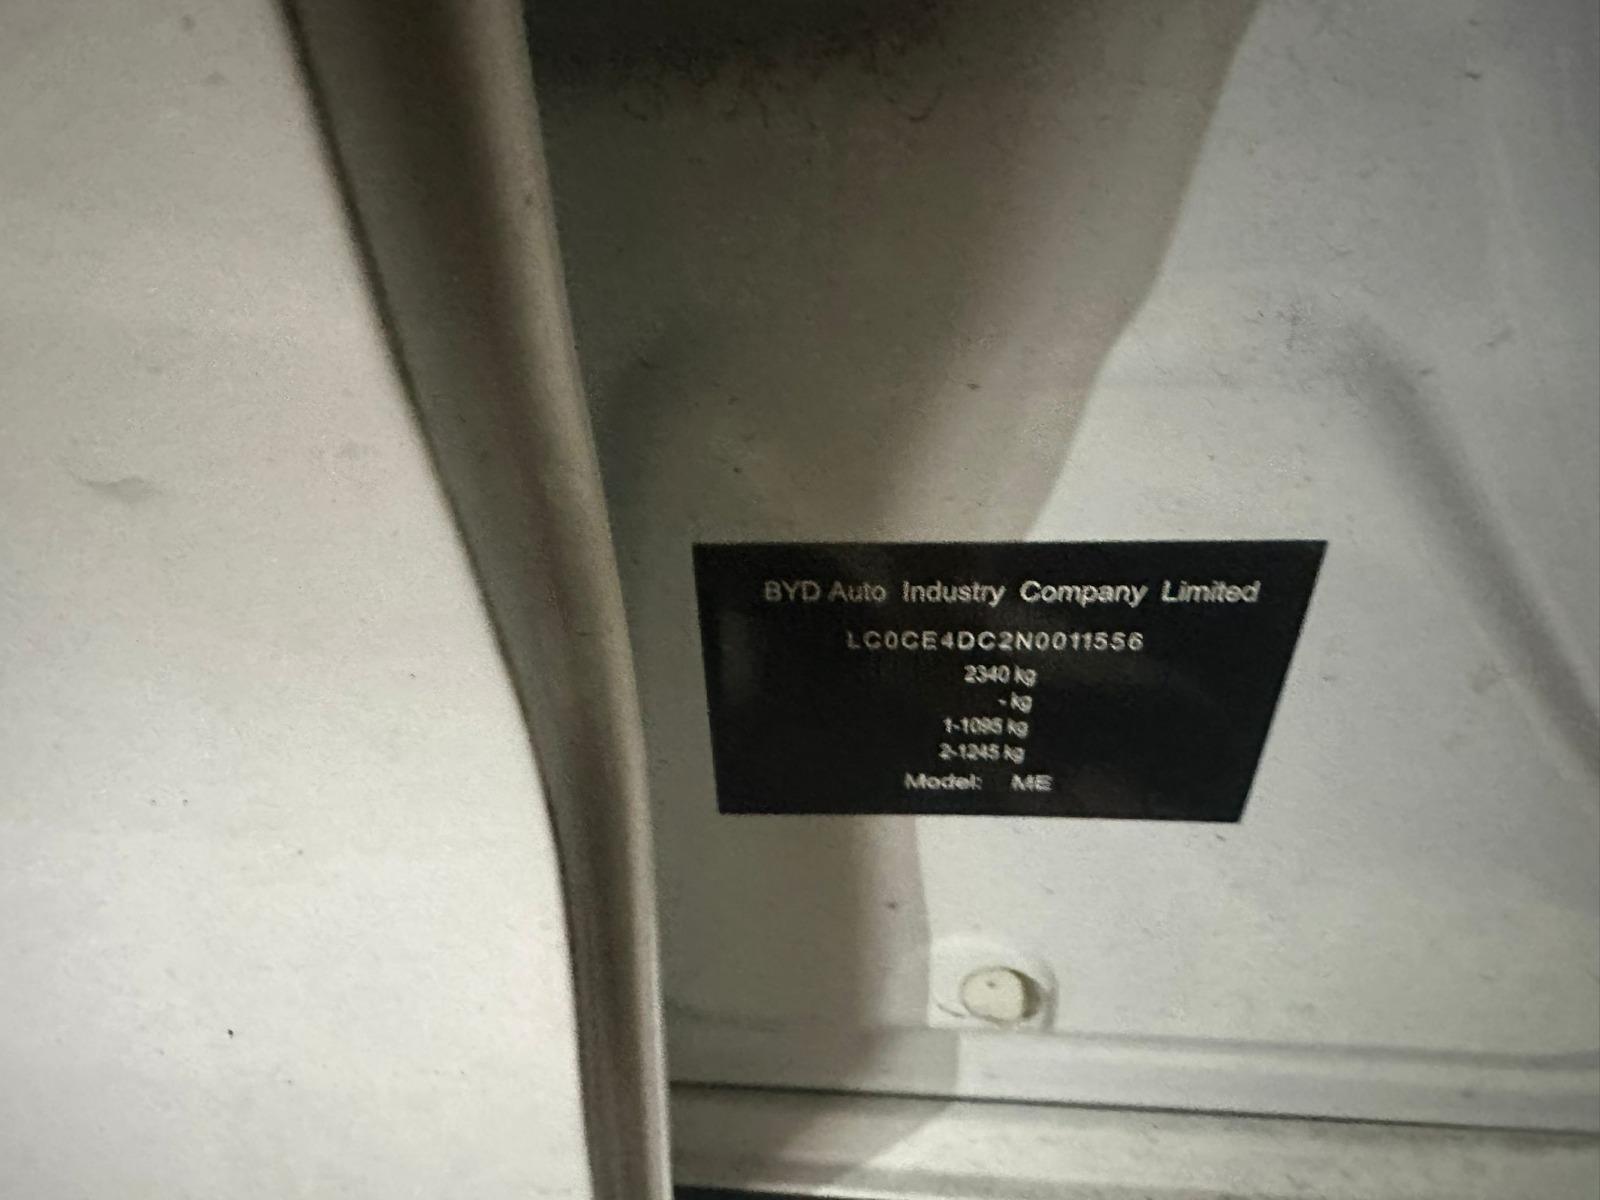 BYD Auto Industry Company Limited
LC0CE4DC2N0011556
2340 kg
- kg
1-1095 kg
2-1245 kg
Model: ME